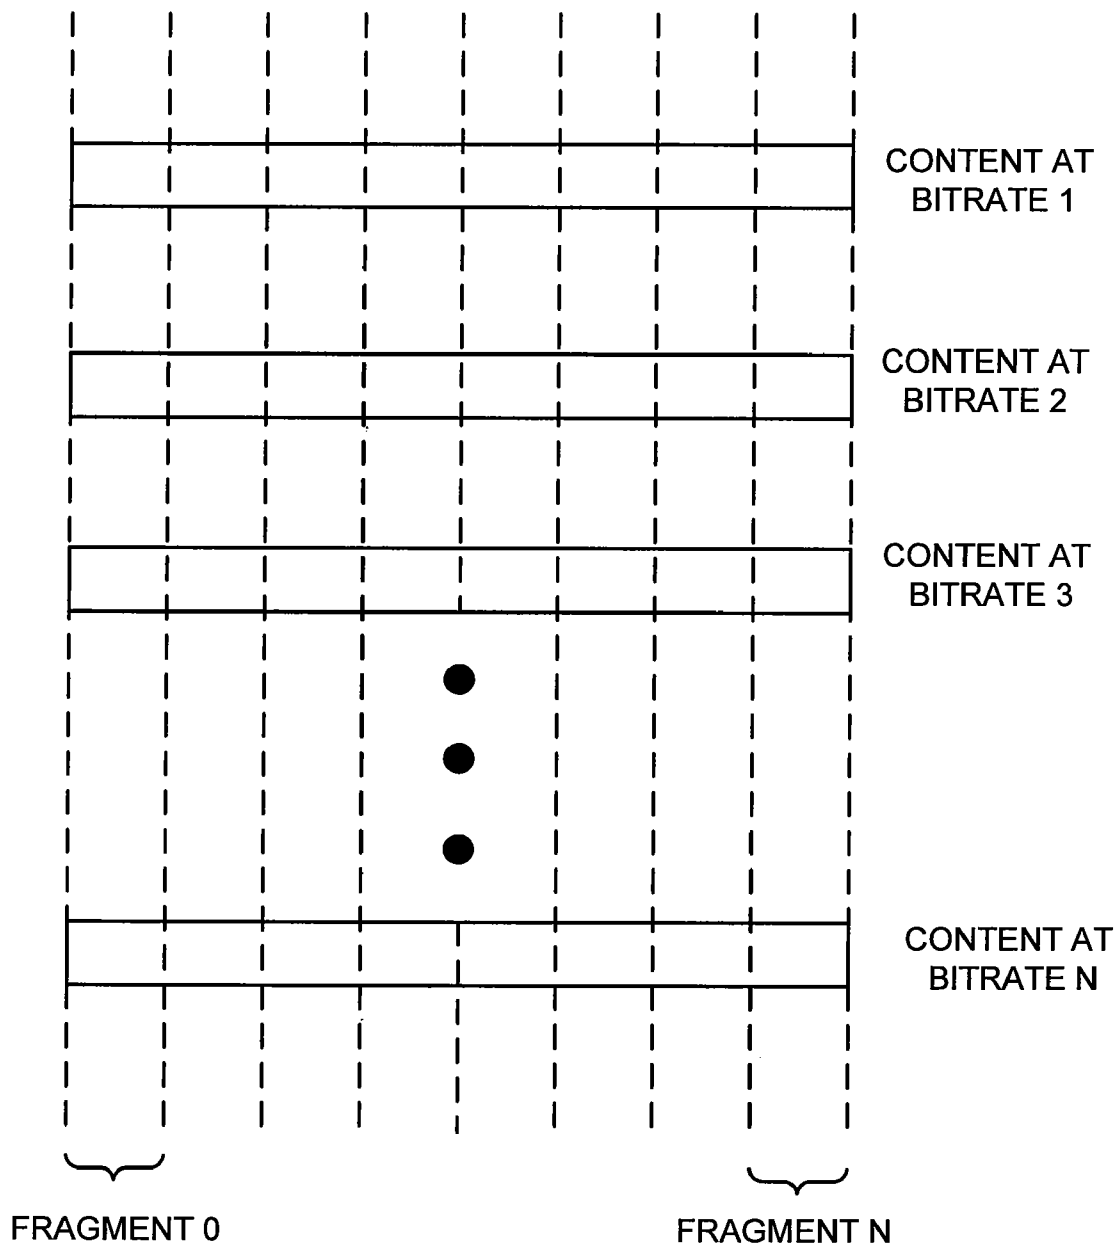 CONTENT AT
BITRATE 1
CONTENT AT
BITRATE 2
CONTENT AT
BITRATE 3
CONTENT AT
BITRATE N
FRAGMENT 0
FRAGMENT N